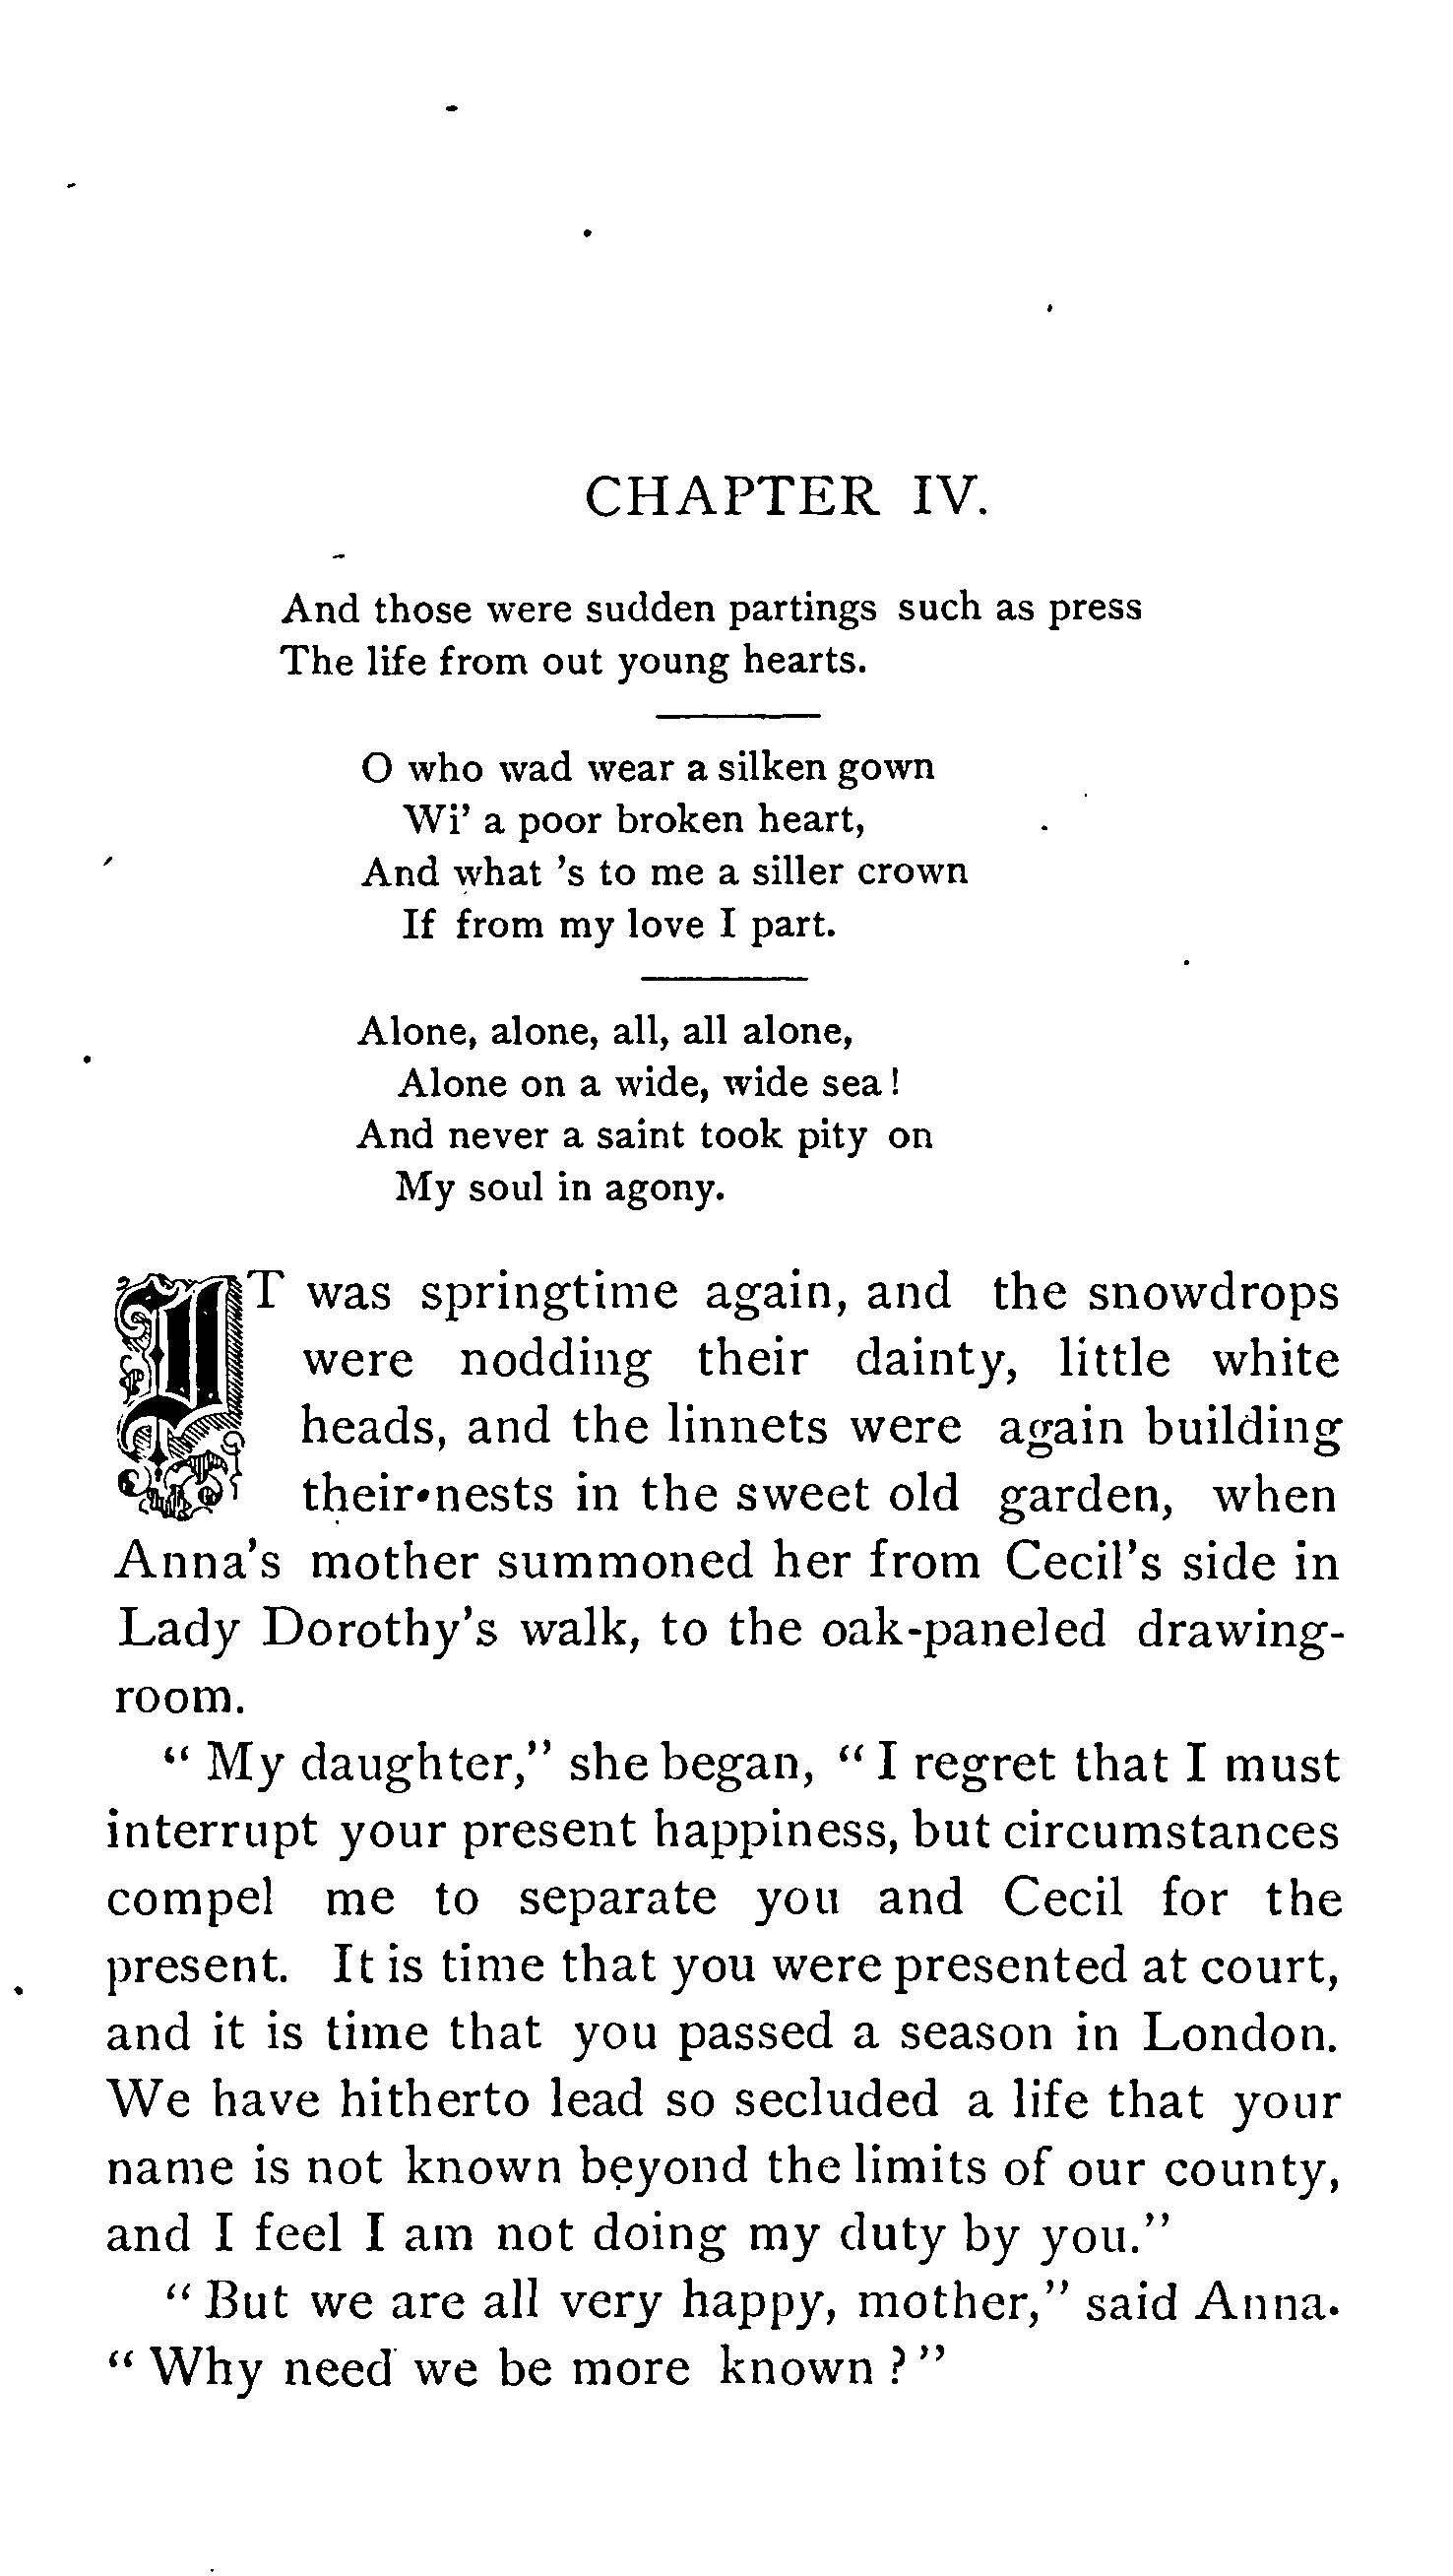 CHAPTER IV.
And those were sudden partings such as press
The life from out young hearts.
O who wad wear a silken gown
Wi' a poor broken heart,
And what 's to me a siller crown
If from my love I part.
Alone, alone, all, all alone,
Alone on a wide, wide sea!
And never a saint took pity on
My soul in agony.
IT was springtime again, and the snowdrops
were nodding their dainty, little white
heads, and the linnets were again building
their nests in the sweet old garden, when
Anna's mother summoned her from Cecil's side in
Lady Dorothy's walk, to the oak-paneled drawing-
room.
"My daughter," she began, "I regret that I must
interrupt your present happiness, but circumstances
compel me to separate you and Cecil for the
present. It is time that you were presented at court,
and it is time that you passed a season in London.
We have hitherto lead so secluded a life that your
name is not known beyond the limits of our county,
and I feel I am not doing my duty by you."
"But we are all very happy, mother," said Anna.
"Why need we be more known?"